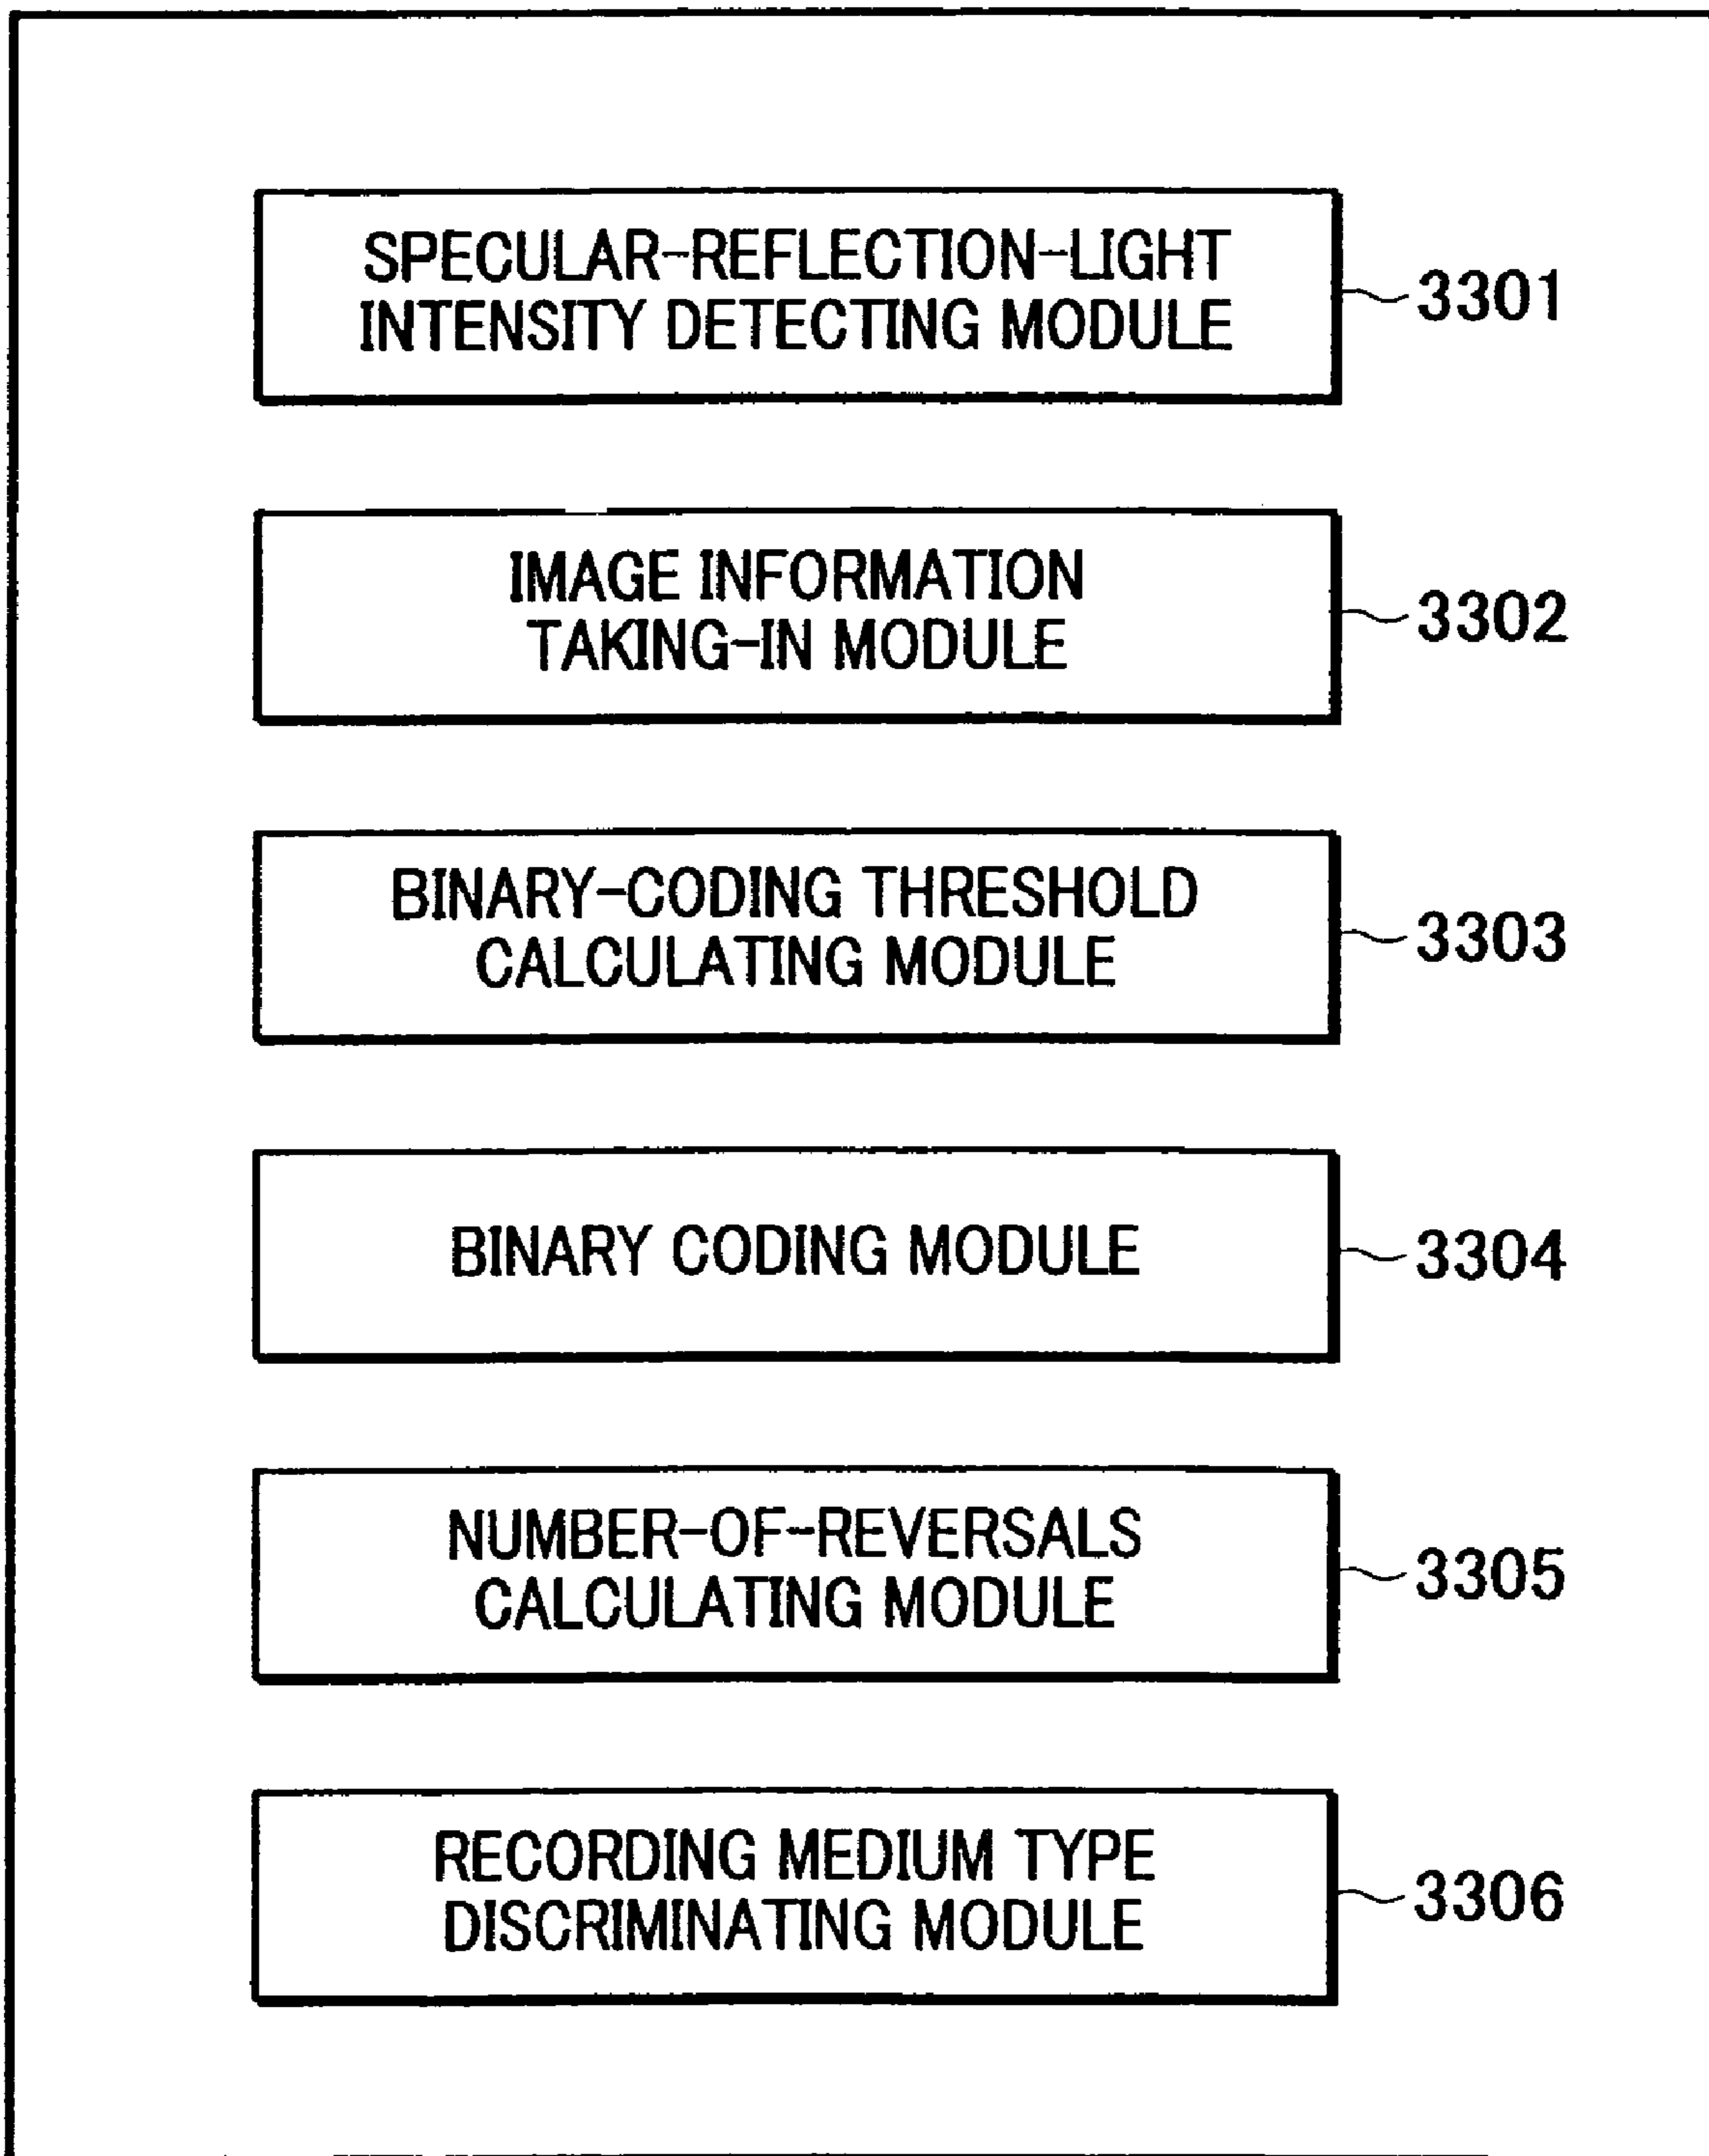 SPECULAR-REFLECTION-LIGHT
INTENSITY DETECTING MODULE
3301
IMAGE INFORMATION
TAKING-IN MODULE
3302
BINARY-CODING THRESHOLD
CALCULATING MODULE
3303
BINARY CODING MODULE
3304
NUMBER-OF-REVERSALS
CALCULATING MODULE
3305
RECORDING MEDIUM TYPE
DISCRIMINATING MODULE
3306